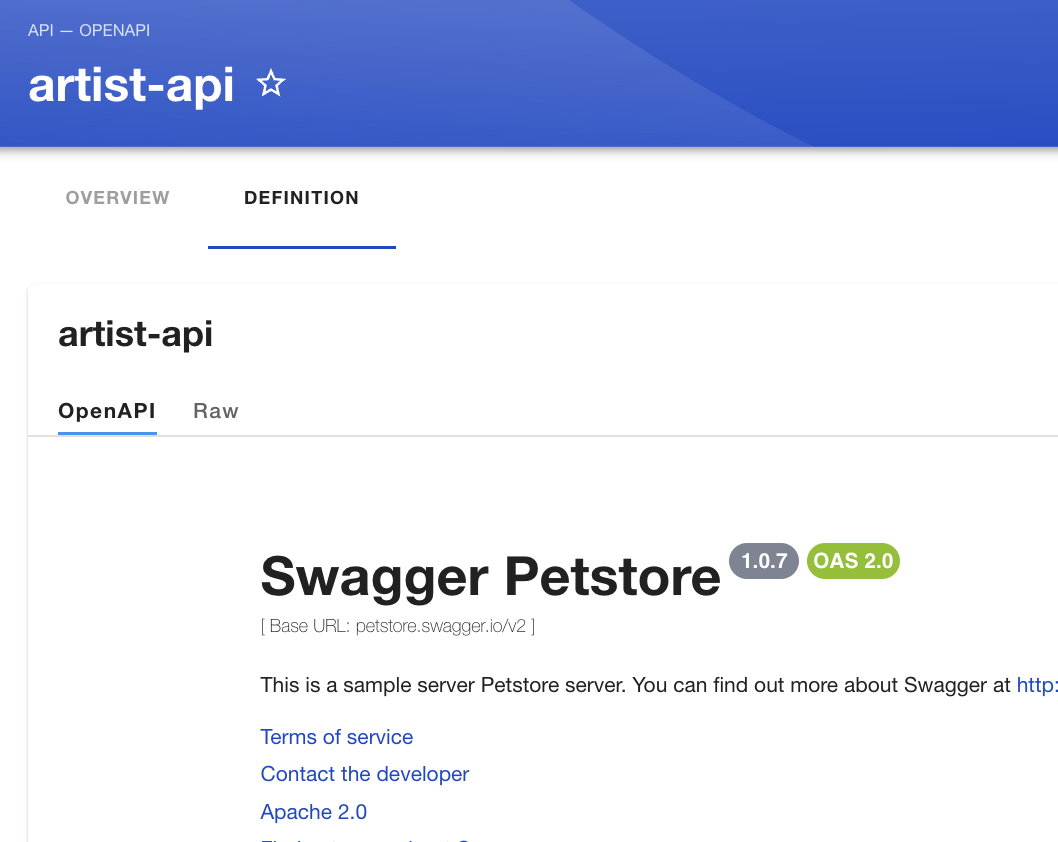 API — OPENAPI
artist-api
OVERVIEW DEFINITION
artist-api
OpenAPI Raw
Swagger Petstore 1.0.7 OAS 2.0
[ Base URL: petstore.swagger.io/v2 ]
This is a sample server Petstore server. You can find out more about Swagger at http:
Terms of service
Contact the developer
Apache 2.0